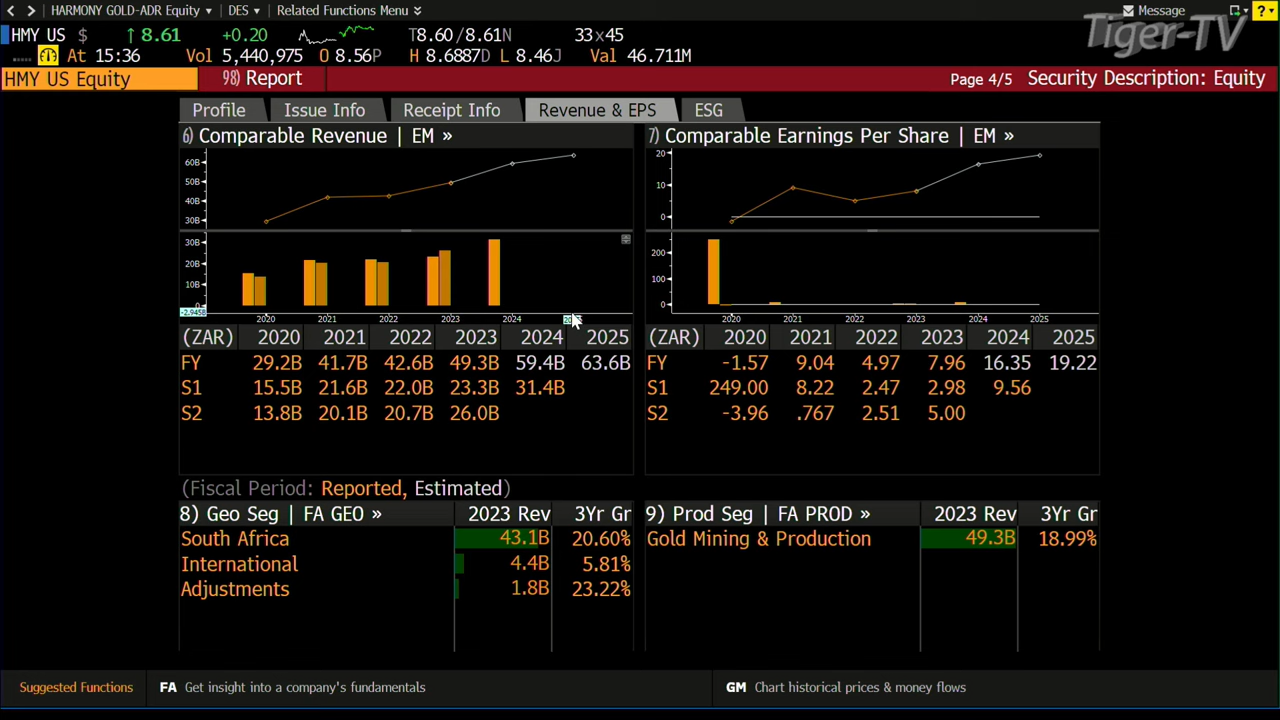 HARMONY GOLD-ADR Equity DES Related Functions Menu Message ?
HMY US $ ↑ 8.61 +0.20 T8.60/8.61N 33x45
At 15:36 Vol 5,440,975 O 8.56P H 8.6887D L 8.46J Val 46.711M
Tiger-TV
HMY US Equity 98) Report Page 4/5 Security Description: Equity
Profile Issue Info Receipt Info Revenue & EPS ESG
6) Comparable Revenue | EM »
60B
50B
40B
30B
30B
20B
10B
0
-2.945B
2020 2021 2022 2023 2024
(ZAR) 2020 2021 2022 2023 2024 2025
FY 29.2B 41.7B 42.6B 49.3B 59.4B 63.6B
S1 15.5B 21.6B 22.0B 23.3B 31.4B
S2 13.8B 20.1B 20.7B 26.0B
7) Comparable Earnings Per Share | EM »
20
10
0
200
100
0
2020 2021 2022 2023 2024 2025
(ZAR) 2020 2021 2022 2023 2024 2025
FY -1.57 9.04 4.97 7.96 16.35 19.22
S1 249.00 8.22 2.47 2.98 9.56
S2 -3.96 .767 2.51 5.00
(Fiscal Period: Reported, Estimated)
8) Geo Seg | FA GEO » 2023 Rev 3Yr Gr
South Africa 43.1B 20.60%
International 4.4B 5.81%
Adjustments 1.8B 23.22%
9) Prod Seg | FA PROD » 2023 Rev 3Yr Gr
Gold Mining & Production 49.3B 18.99%
Suggested Functions FA Get insight into a company's fundamentals GM Chart historical prices & money flows